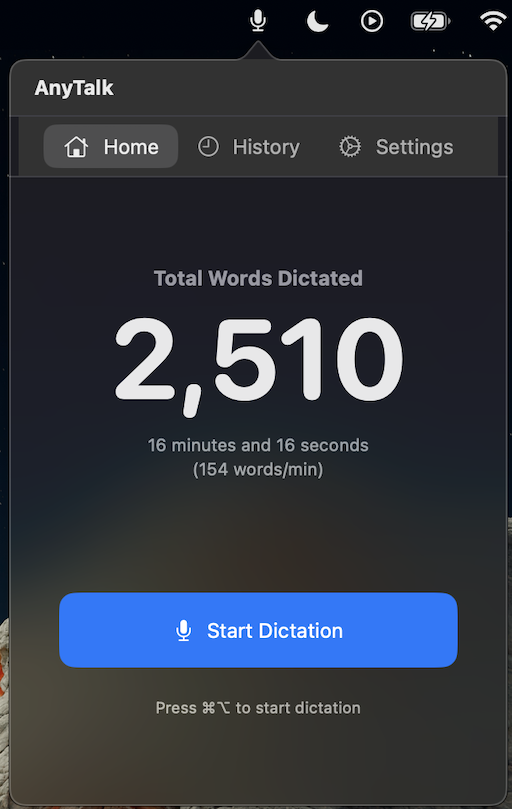 AnyTalk
Home History Settings
Total Words Dictated
2,510
16 minutes and 16 seconds
(154 words/min)
Start Dictation
Press ⌘⌥ to start dictation